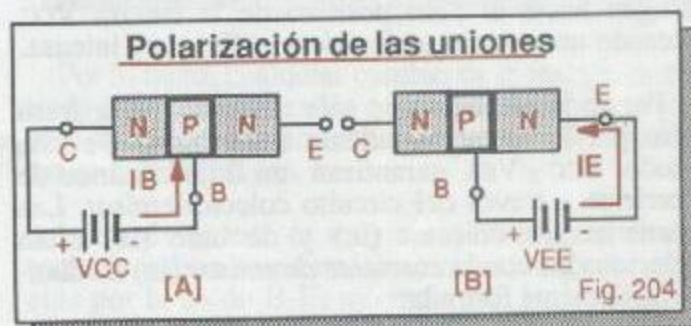 Polarización de las uniones
N P N
N P N
E
C
E
C
IB
B
B
IE
+
VCC
+ VEE -
[A]
[B]
Fig. 204